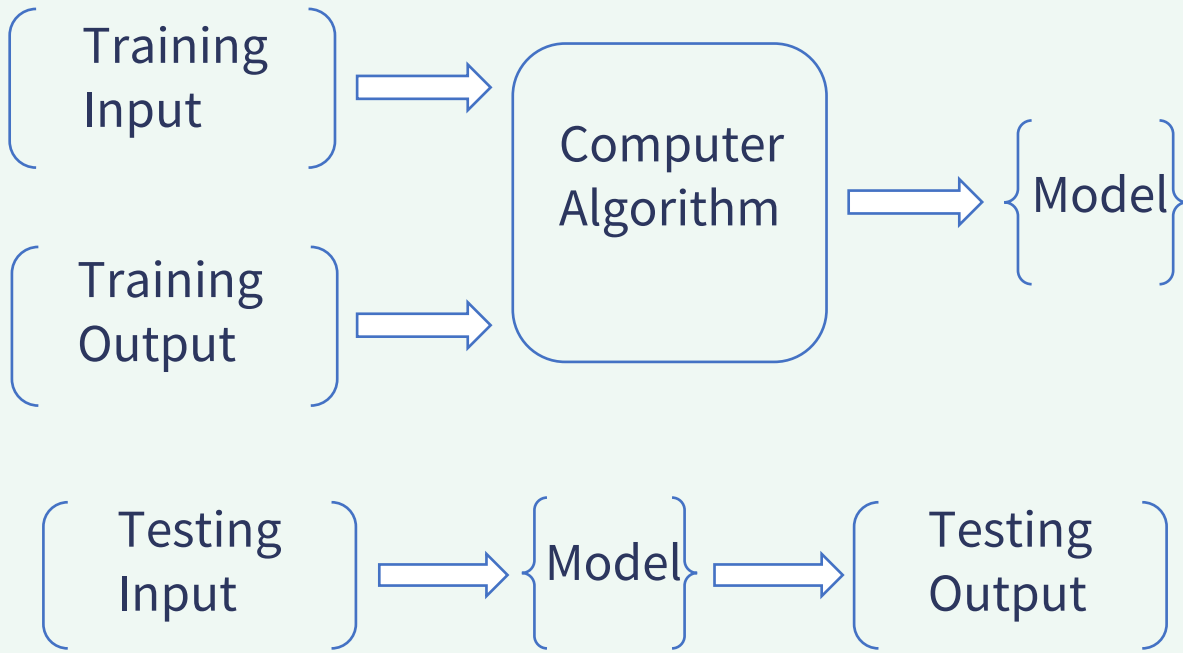 Training
Input
Computer
Algorithm
Model
Training
Output
Testing
Input
Model
Testing
Output